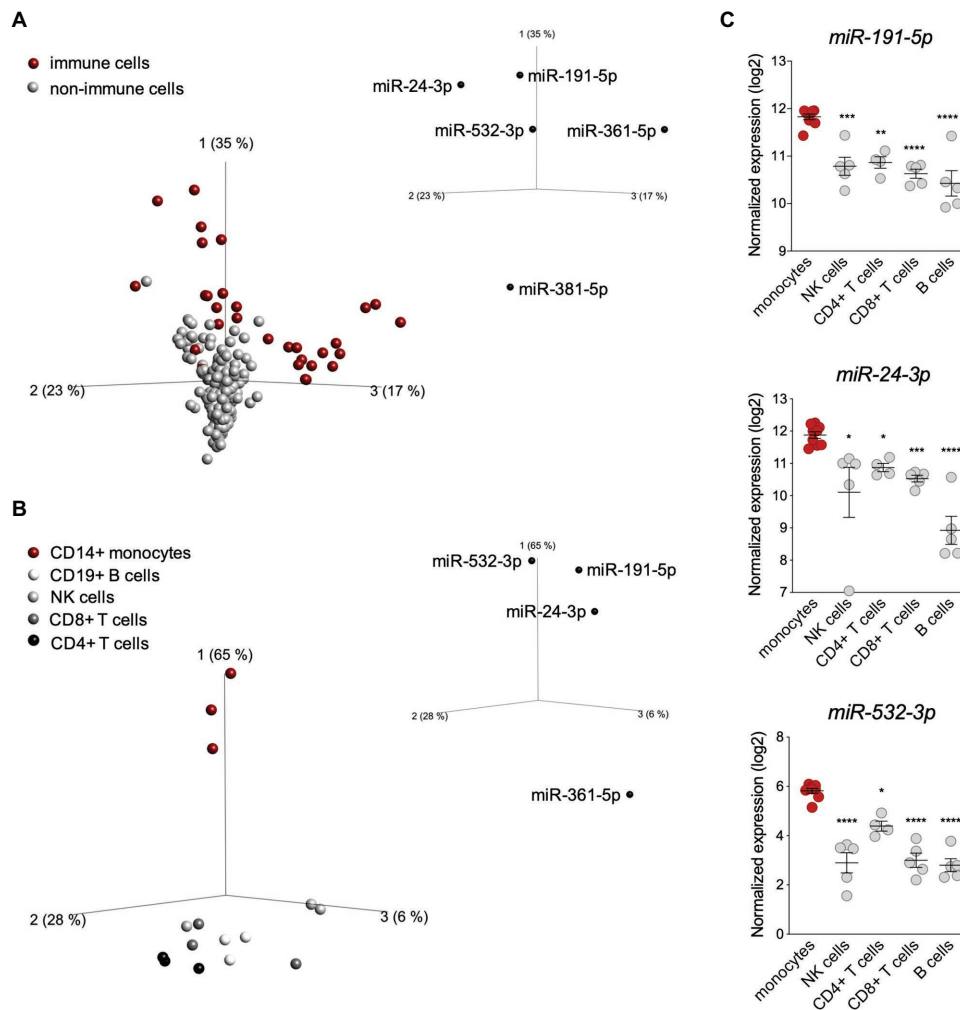 A
immune cells
non-immune cells
1 (35 %)
2 (23 %)
3 (17 %)
1 (35 %)
miR-24-3p
miR-191-5p
miR-532-3p
miR-361-5p
2 (23 %)
3 (17 %)
miR-381-5p
B
CD14+ monocytes
CD19+ B cells
NK cells
CD8+ T cells
CD4+ T cells
1 (65 %)
2 (28 %)
3 (6 %)
1 (65 %)
miR-532-3p
miR-191-5p
miR-24-3p
2 (28 %)
3 (6 %)
miR-361-5p
C
miR-191-5p
Normalized expression (log2)
13
12
11
10
9
***
**
****
****
monocytes
NK cells
CD4+ T cells
CD8+ T cells
B cells
miR-24-3p
Normalized expression (log2)
13
12
11
10
9
8
7
*
*
***
****
monocytes
NK cells
CD4+ T cells
CD8+ T cells
B cells
miR-532-3p
Normalized expression (log2)
8
6
4
2
0
****
*
****
****
monocytes
NK cells
CD4+ T cells
CD8+ T cells
B cells